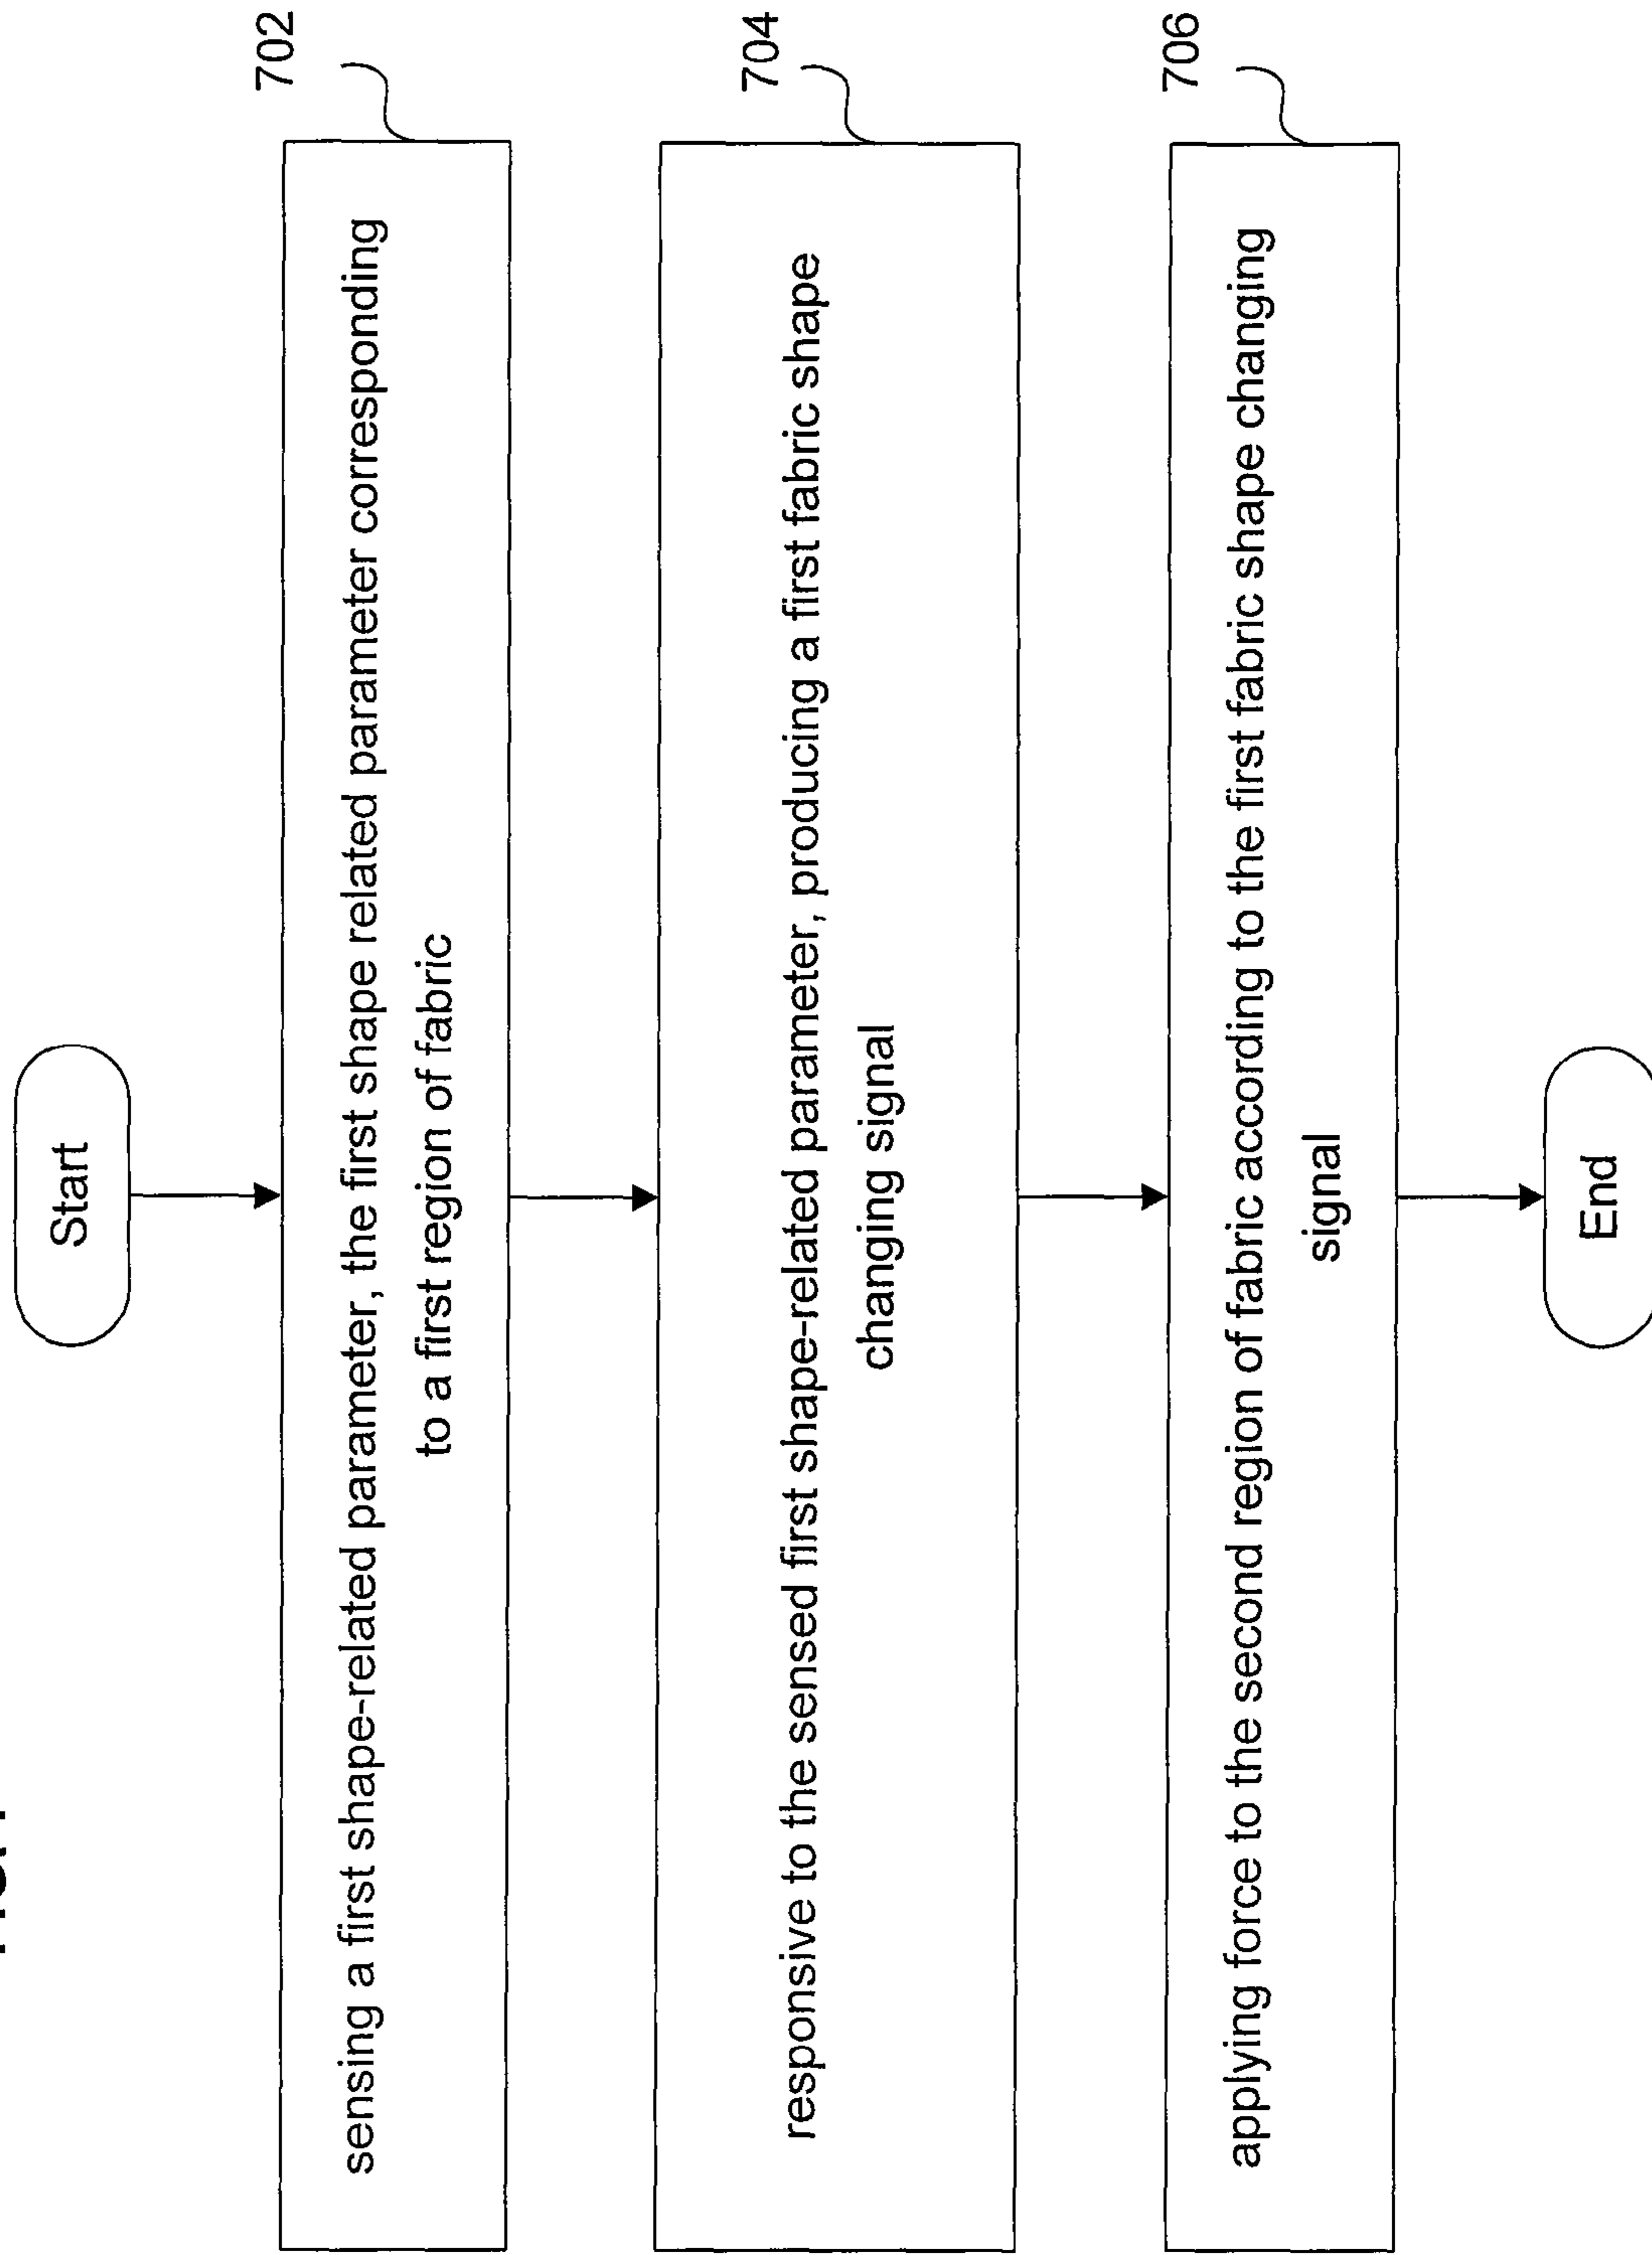 Start
702
sensing a first shape-related parameter, the first shape related parameter corresponding
to a first region of fabric
704
responsive to the sensed first shape-related parameter, producing a first fabric shape
changing signal
706
applying force to the second region of fabric according to the first fabric shape changing
signal
End